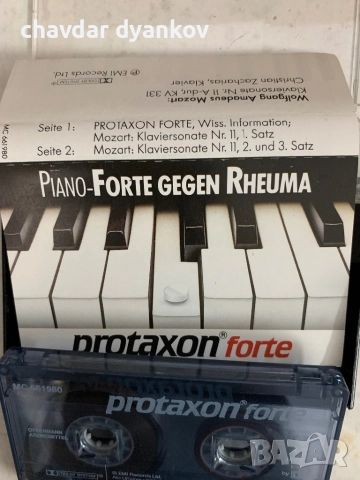 chavdar dyankov
MC 661980
Wolfgang Amadeus Mozart:
Klaviersonate Nr. 11 A-dur, KV 331
Christian Zacharias, Klavier
℗ EMI Records Ltd.
Seite 1: PROTAXON FORTE, Wiss. Information;
Mozart: Klaviersonate Nr. 11, 1. Satz
Seite 2: Mozart: Klaviersonate Nr. 11, 2. und 3. Satz
PIANO-FORTE GEGEN RHEUMA
protaxon® forte
MC 661980
protaxon® forte
℗ EMI Records Ltd.
BAZAR
bg